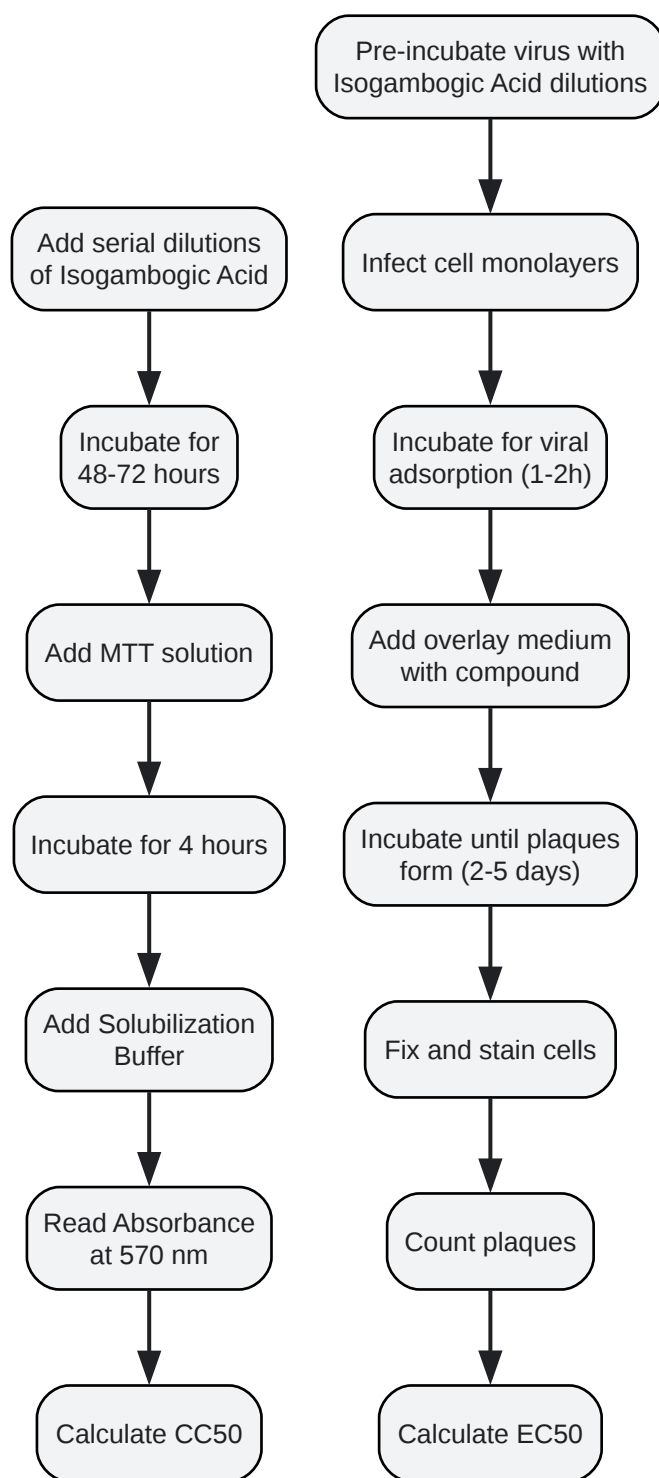 Add serial dilutions
of Isogambogic Acid
Incubate for
48-72 hours
Add MTT solution
Incubate for 4 hours
Add Solubilization
Buffer
Read Absorbance
at 570 nm
Calculate CC50
Pre-incubate virus with
Isogambogic Acid dilutions
Infect cell monolayers
Incubate for viral
adsorption (1-2h)
Add overlay medium
with compound
Incubate until plaques
form (2-5 days)
Fix and stain cells
Count plaques
Calculate EC50